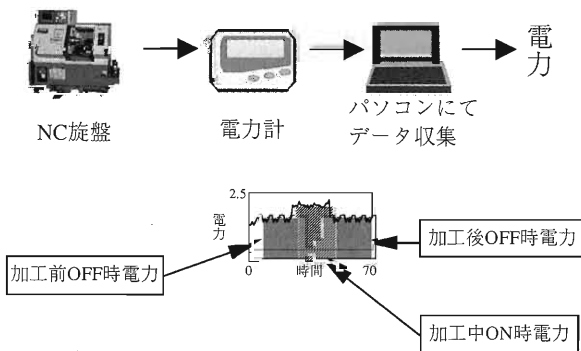 電力
NC旋盤
電力計
パソコンにて
データ収集
2.5
電力
加工後OFF時電力
加工前OFF時電力
0
時間
70
加工中ON時電力